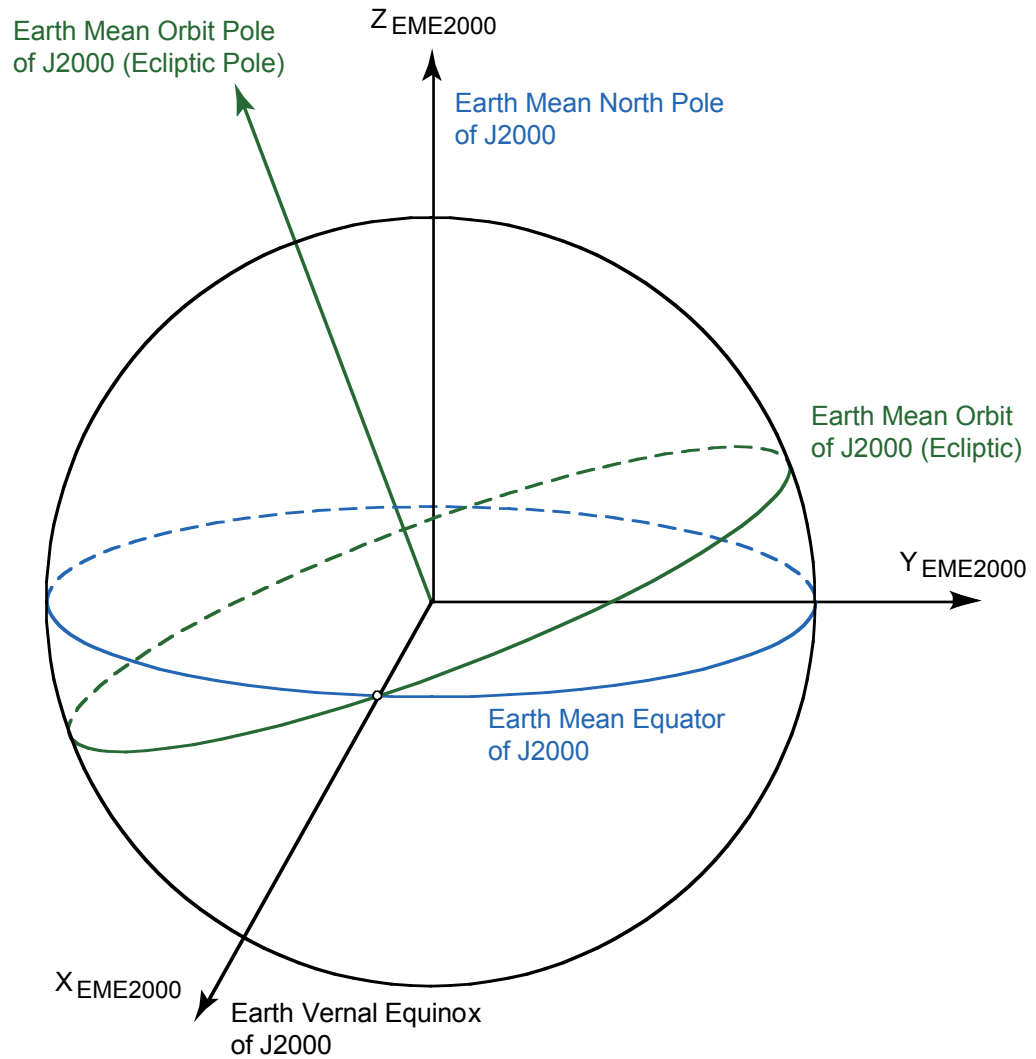 Earth Mean Orbit Pole
of J2000 (Ecliptic Pole)
Z EME2000
Earth Mean North Pole
of J2000
Earth Mean Orbit
of J2000 (Ecliptic)
Y EME2000
Earth Mean Equator
of J2000
X EME2000
Earth Vernal Equinox
of J2000